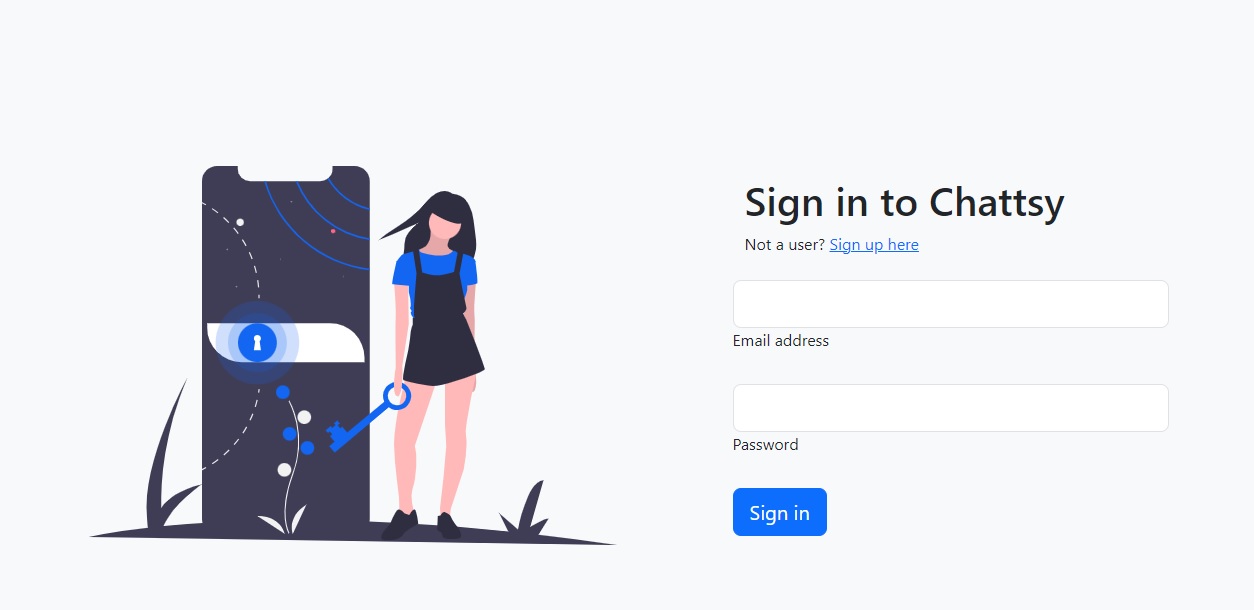 Sign in to Chattsy
Not a user? Sign up here
Email address
Password
Sign in